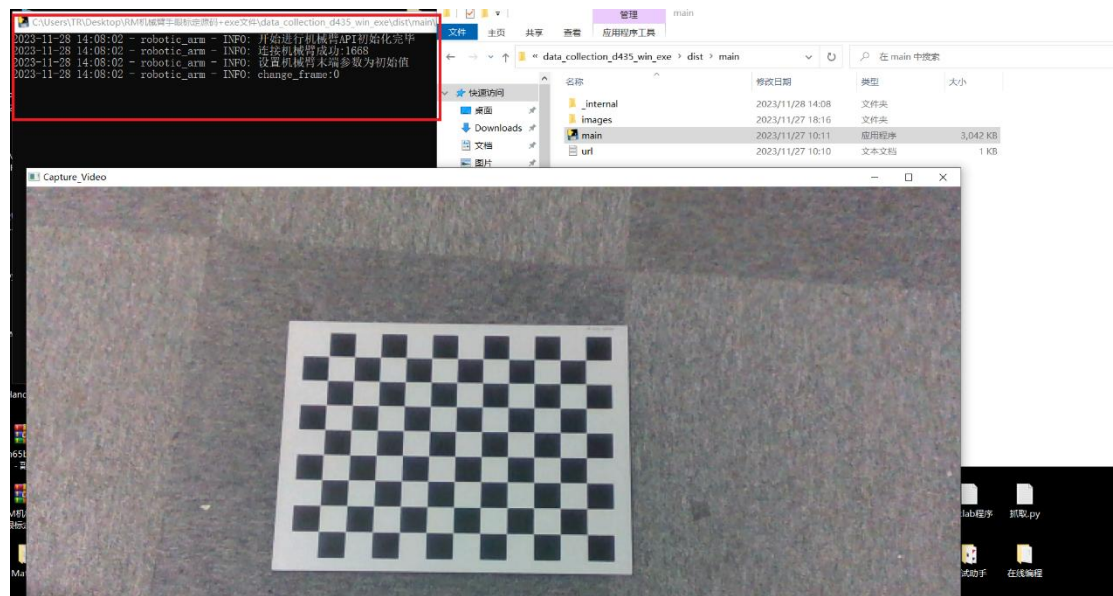 C:\Users\TR\Desktop\RM机械臂手眼标定源码+exe文件\data_collection_d435_win_exe\dist\main\
2023-11-28 14:08:02 - robotic_arm - INFO: 开始进行机械臂API初始化完毕
2023-11-28 14:08:02 - robotic_arm - INFO: 连接机械臂成功:1668
2023-11-28 14:08:02 - robotic_arm - INFO: 设置机械臂末端参数为初始值
2023-11-28 14:08:02 - robotic_arm - INFO: change_frame:0
管理 main
文件 主页 共享 查看 应用程序工具
« data_collection_d435_win_exe › dist › main
在 main 中搜索
名称 修改日期 类型 大小
快速访问
桌面
Downloads
文档
图片
_internal 2023/11/28 14:08 文件夹
images 2023/11/27 18:16 文件夹
main 2023/11/27 10:11 应用程序 3,042 KB
url 2023/11/27 10:10 文本文档 1 KB
Capture_Video
lab程序 抓取.py
试助手 在线编程